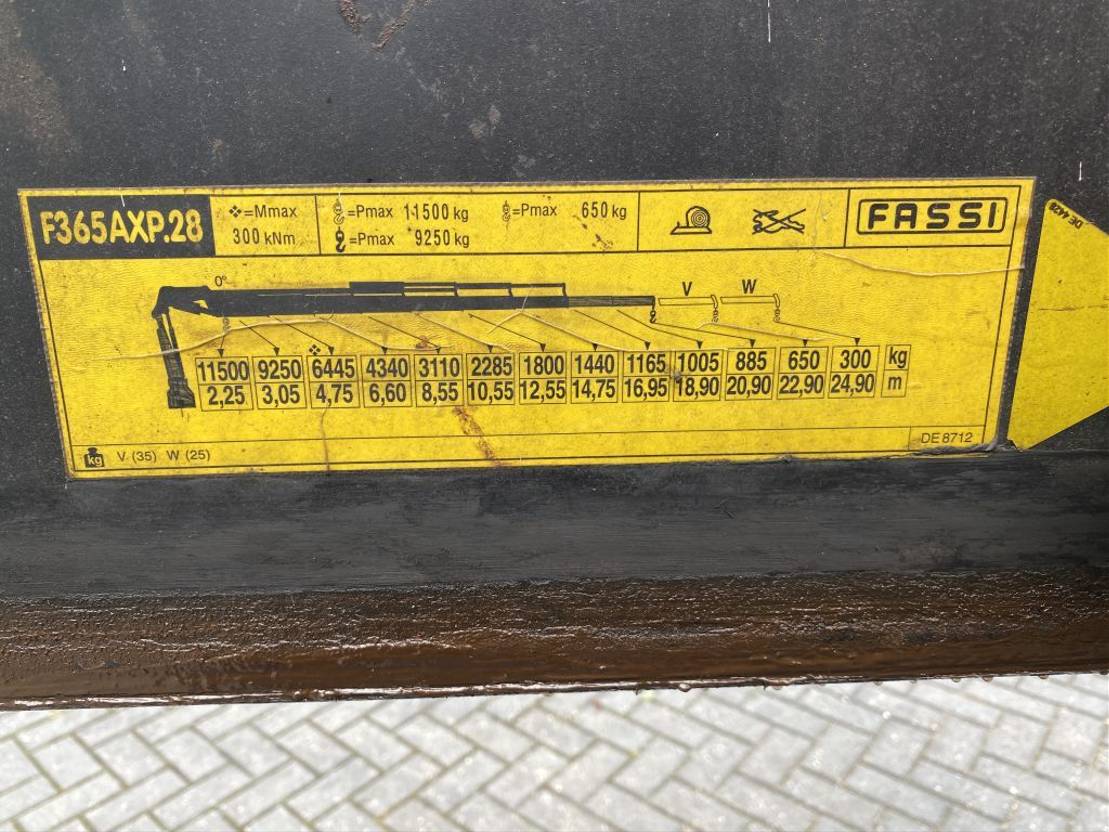 F365AXP.28 ❖=Mmax 300 kNm =Pmax 11500 kg =Pmax 650 kg FASSI
=Pmax 9250 kg
DE 4426
0° V W
❖
11500 9250 6445 4340 3110 2285 1800 1440 1165 1005 885 650 300 kg
2,25 3,05 4,75 6,60 8,55 10,55 12,55 14,75 16,95 18,90 20,90 22,90 24,90 m
kg V (35) W (25) DE 8712